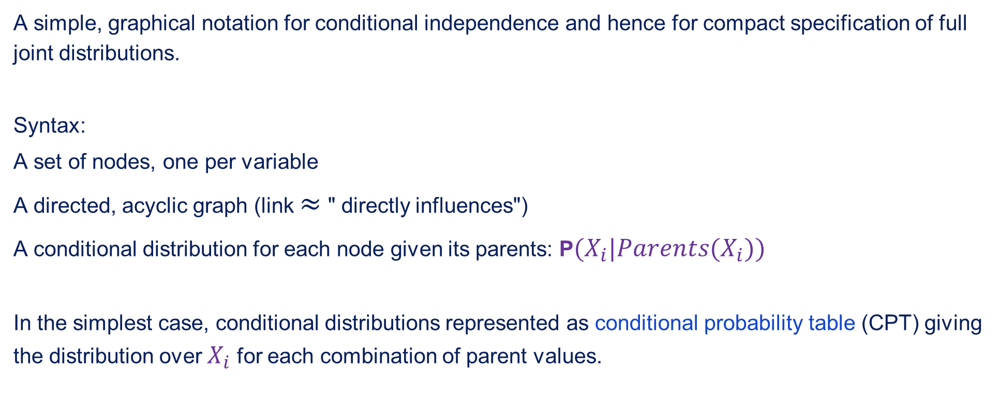 A simple, graphical notation for conditional independence and hence for compact specification of full
joint distributions.
Syntax:
A set of nodes, one per variable
A directed, acyclic graph (link ≈ " directly influences")
A conditional distribution for each node given its parents: P(X_i|Parents(X_i))
In the simplest case, conditional distributions represented as conditional probability table (CPT) giving
the distribution over X_i for each combination of parent values.